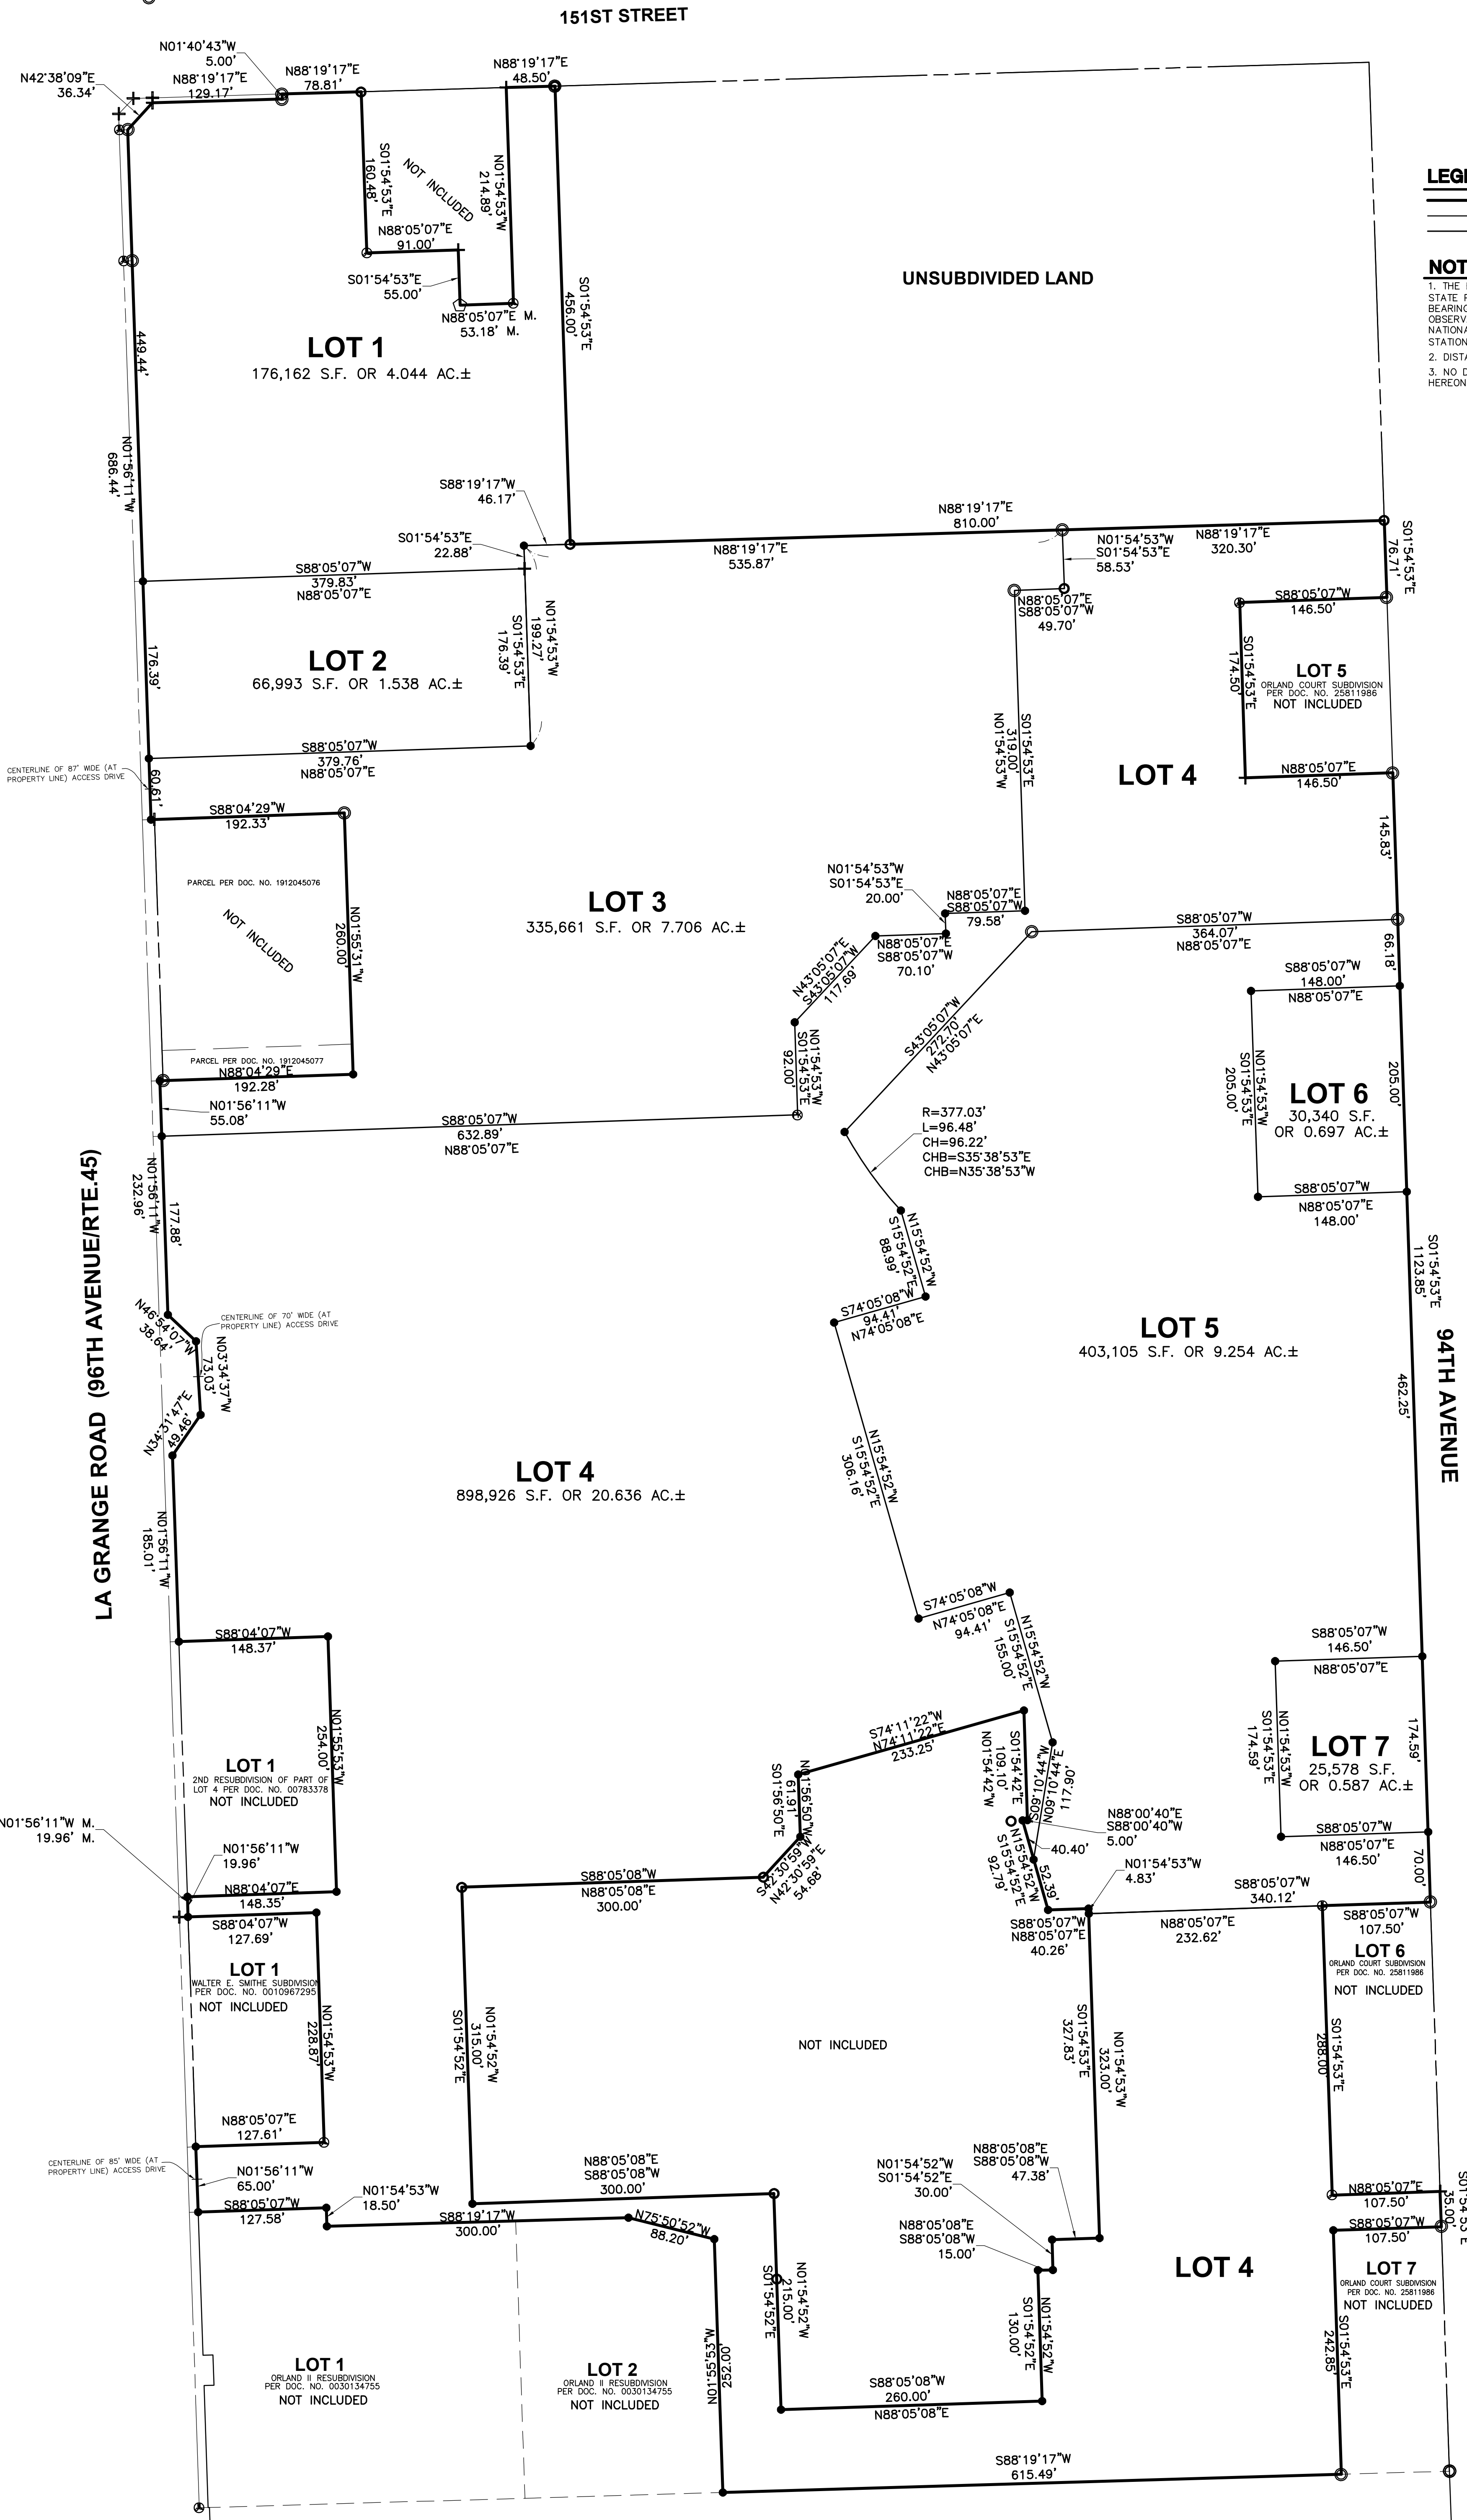 151ST STREET
N01°40'43"W
5.00'
N42°38'09"E
36.34'
N88°19'17"E
129.17'
N88°19'17"E
78.81'
N88°19'17"E
48.50'
S01°54'53"E
160.48'
NOT INCLUDED
N01°54'53"W
214.89'
N88°05'07"E
91.00'
S01°54'53"E
55.00'
N88°05'07"E M.
53.18' M.
S01°54'53"E
456.00'
UNSUBDIVIDED LAND
LOT 1
176,162 S.F. OR 4.044 AC.±
449.44'
N01°56'11"W
686.44'
S88°19'17"W
46.17'
S01°54'53"E
22.88'
S88°05'07"W
379.83'
N88°05'07"E
N88°19'17"E
810.00'
N88°19'17"E
535.87'
N01°54'53"W
S01°54'53"E
58.53'
N88°19'17"E
320.30'
S01°54'53"E
76.71'
N88°05'07"E
S88°05'07"W
49.70'
S88°05'07"W
146.50'
S01°54'53"E
174.50'
LOT 5
ORLAND COURT SUBDIVISION
PER DOC. NO. 25811986
NOT INCLUDED
N88°05'07"E
146.50'
LOT 2
66,993 S.F. OR 1.538 AC.±
176.39'
N01°54'53"W
199.27'
S01°54'53"E
176.39'
S88°05'07"W
379.76'
N88°05'07"E
CENTERLINE OF 87' WIDE (AT
PROPERTY LINE) ACCESS DRIVE
60.61'
S88°04'29"W
192.33'
S01°54'53"E
319.00'
N01°54'53"W
LOT 4
145.83'
PARCEL PER DOC. NO. 1912045076
NOT INCLUDED
N01°55'31"W
260.00'
PARCEL PER DOC. NO. 1912045077
N88°04'29"E
192.28'
N01°56'11"W
55.08'
LOT 3
335,661 S.F. OR 7.706 AC.±
N01°54'53"W
S01°54'53"E
20.00'
N88°05'07"E
S88°05'07"W
79.58'
N88°05'07"E
S88°05'07"W
70.10'
N43°05'07"E
S43°05'07"W
117.69'
N01°54'53"W
S01°54'53"E
92.00'
S88°05'07"W
364.07'
N88°05'07"E
66.18'
S88°05'07"W
148.00'
N88°05'07"E
S43°05'07"W
272.70'
N43°05'07"E
N01°54'53"W
S01°54'53"E
205.00'
LOT 6
30,340 S.F.
OR 0.697 AC.±
205.00'
S88°05'07"W
N88°05'07"E
148.00'
S88°05'07"W
632.89'
N88°05'07"E
R=377.03'
L=96.48'
CH=96.22'
CHB=S35°38'53"E
CHB=N35°38'53"W
LA GRANGE ROAD (96TH AVENUE/RTE.45)
N01°56'11"W
232.96'
177.88'
N46°54'07"W
38.64'
CENTERLINE OF 70' WIDE (AT
PROPERTY LINE) ACCESS DRIVE
N03°34'37"W
73.03'
N34°31'47"E
49.46'
N01°56'11"W
185.01'
N15°54'52"W
S15°54'52"E
88.99'
S74°05'08"W
94.41'
N74°05'08"E
S01°54'53"E
1123.85'
94TH AVENUE
LOT 5
403,105 S.F. OR 9.254 AC.±
462.25'
N15°54'52"W
S15°54'52"E
306.16'
LOT 4
898,926 S.F. OR 20.636 AC.±
S74°05'08"W
N74°05'08"E
94.41'
N15°54'52"W
S15°54'52"E
155.00'
S88°04'07"W
148.37'
S88°05'07"W
146.50'
N88°05'07"E
N01°54'53"W
S01°54'53"E
174.59'
LOT 7
25,578 S.F.
OR 0.587 AC.±
174.59'
S88°05'07"W
N88°05'07"E
146.50'
70.00'
LOT 1
2ND RESUBDIVISION OF PART OF
LOT 4 PER DOC. NO. 00783378
NOT INCLUDED
N01°55'53"W
254.00'
S74°11'22"W
N74°11'22"E
233.25'
S01°54'42"E
109.10'
N01°54'42"W
S09°10'44"W
N09°10'44"E
117.90'
N01°56'50"W
61.91'
S01°56'50"E
N88°00'40"E
S88°00'40"W
5.00'
40.40'
N15°54'52"W
S15°54'52"E
92.79'
52.39'
N01°54'53"W
4.83'
N01°56'11"W M.
19.96' M.
N01°56'11"W
19.96'
N88°04'07"E
148.35'
S88°04'07"W
127.69'
S42°30'59"W
N42°30'59"E
54.68'
S88°05'08"W
N88°05'08"E
300.00'
S88°05'07"W
N88°05'07"E
40.26'
S88°05'07"W
340.12'
N88°05'07"E
232.62'
S88°05'07"W
107.50'
LOT 1
WALTER E. SMITHE SUBDIVISION
PER DOC. NO. 0010967295
NOT INCLUDED
N01°54'53"W
228.87'
N88°05'07"E
127.61'
LOT 6
ORLAND COURT SUBDIVISION
PER DOC. NO. 25811986
NOT INCLUDED
NOT INCLUDED
N01°54'52"W
315.00'
S01°54'52"E
S01°54'53"E
327.83'
N01°54'53"W
323.00'
S01°54'53"E
288.00'
CENTERLINE OF 85' WIDE (AT
PROPERTY LINE) ACCESS DRIVE
N01°56'11"W
65.00'
S88°05'07"W
127.58'
N01°54'53"W
18.50'
S88°19'17"W
300.00'
N75°50'52"W
88.20'
N88°05'08"E
S88°05'08"W
300.00'
N88°05'08"E
S88°05'08"W
47.38'
N01°54'52"W
S01°54'52"E
30.00'
N88°05'08"E
S88°05'08"W
15.00'
N88°05'07"E
107.50'
S01°54'53"E
35.00'
S88°05'07"W
107.50'
LOT 4
LOT 7
ORLAND COURT SUBDIVISION
PER DOC. NO. 25811986
NOT INCLUDED
S01°54'53"E
242.85'
N01°54'52"W
215.00'
S01°54'52"E
N01°54'52"W
S01°54'52"E
130.00'
N01°55'53"W
252.00'
LOT 1
ORLAND II RESUBDIVISION
PER DOC. NO. 0030134755
NOT INCLUDED
LOT 2
ORLAND II RESUBDIVISION
PER DOC. NO. 0030134755
NOT INCLUDED
S88°05'08"W
260.00'
N88°05'08"E
S88°19'17"W
615.49'
LEGE
NOT
1. THE
STATE
BEARING
OBSERV
NATIONA
STATION
2. DISTA
3. NO D
HEREON